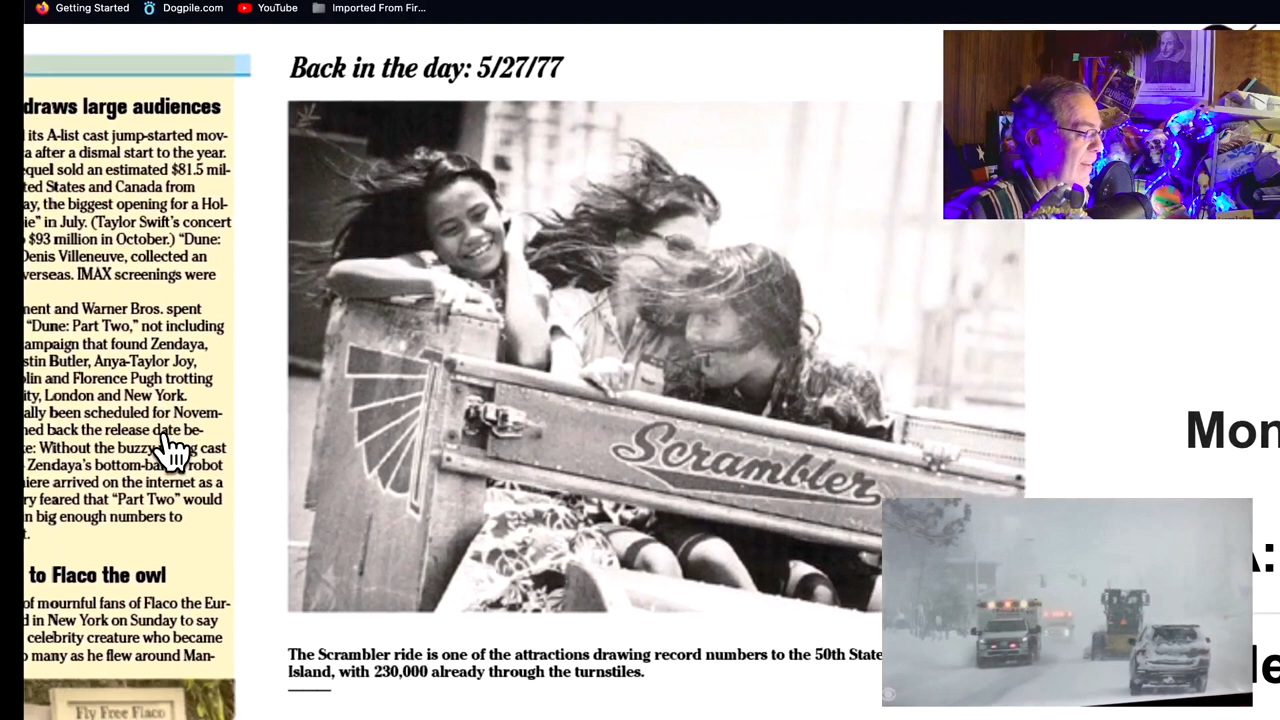 Getting Started
Dogpile.com
YouTube
Imported From Fir...
draws large audiences
its A-list cast jump-started mov-
a after a dismal start to the year.
equel sold an estimated $81.5 mil-
ted States and Canada from
ay, the biggest opening for a Hol-
ie” in July. (Taylor Swift’s concert
$93 million in October.) “Dune:
Denis Villeneuve, collected an
verseas. IMAX screenings were
ment and Warner Bros. spent
“Dune: Part Two,” not including
ampaign that found Zendaya,
stin Butler, Anya-Taylor Joy,
lin and Florence Pugh trotting
ity, London and New York.
ally been scheduled for Novem-
hed back the release date be-
e: Without the buzzy cast
Zendaya’s bottom-ba robot
iere arrived on the internet as a
ry feared that “Part Two” would
n big enough numbers to
t.
to Flaco the owl
of mournful fans of Flaco the Eur-
d in New York on Sunday to say
celebrity creature who became
o many as he flew around Man-
Fly Free Flaco
Back in the day: 5/27/77
Scrambler
The Scrambler ride is one of the attractions drawing record numbers to the 50th State
Island, with 230,000 already through the turnstiles.
Mon
A:
le